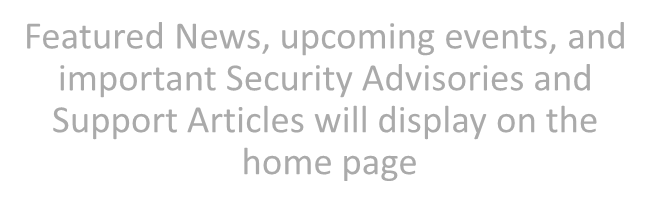 Featured News, upcoming events, and
important Security Advisories and
Support Articles will display on the
home page